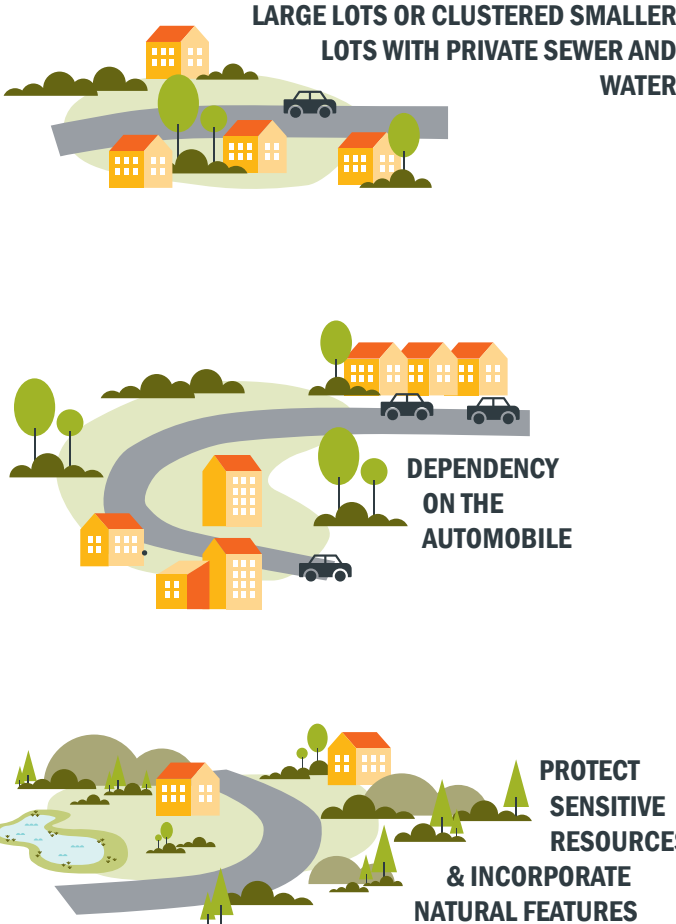 LARGE LOTS OR CLUSTERED SMALLER
LOTS WITH PRIVATE SEWER AND
WATER
DEPENDENCY
ON THE
AUTOMOBILE
PROTECT
SENSITIVE
RESOURCES
& INCORPORATE
NATURAL FEATURES